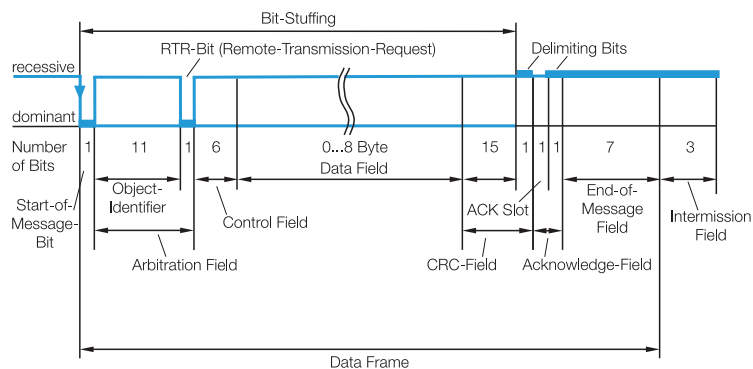 Bit-Stuffing
RTR-Bit (Remote-Transmission-Request)
Delimiting Bits
recessive
dominant
Number
of Bits
1
11
1
6
0...8 Byte
15
1
1
1
7
3
Data Field
Start-of-
Message-
Bit
Object-
Identifier
Control Field
ACK Slot
End-of-
Message
Field
Intermission
Field
Arbitration Field
CRC-Field
Acknowledge-Field
Data Frame